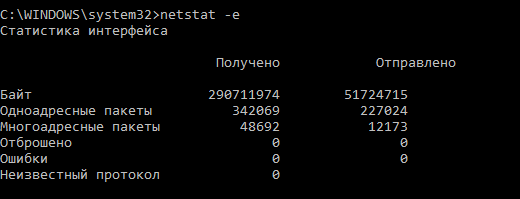 C:\WINDOWS\system32>netstat -e
Статистика интерфейса
Получено Отправлено
Байт 290711974 51724715
Одноадресные пакеты 342069 227024
Многоадресные пакеты 48692 12173
Отброшено 0 0
Ошибки 0 0
Неизвестный протокол 0